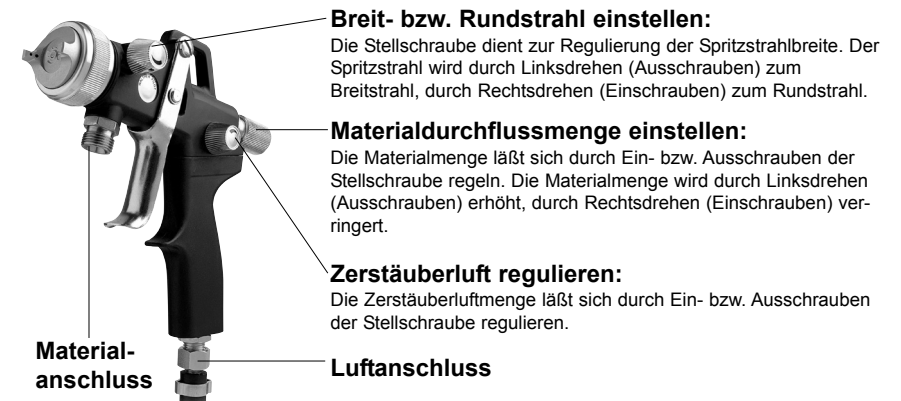 Breit- bzw. Rundstrahl einstellen:
Die Stellschraube dient zur Regulierung der Spritzstrahlbreite. Der
Spritzstrahl wird durch Linksdrehen (Ausschrauben) zum
Breitstrahl, durch Rechtsdrehen (Einschrauben) zum Rundstrahl.
Materialdurchflussmenge einstellen:
Die Materialmenge läßt sich durch Ein- bzw. Ausschrauben der
Stellschraube regeln. Die Materialmenge wird durch Linksdrehen
(Ausschrauben) erhöht, durch Rechtsdrehen (Einschrauben) ver-
ringert.
Zerstäuberluft regulieren:
Die Zerstäuberluftmenge läßt sich durch Ein- bzw. Ausschrauben
der Stellschraube regulieren.
Material-
anschluss
Luftanschluss